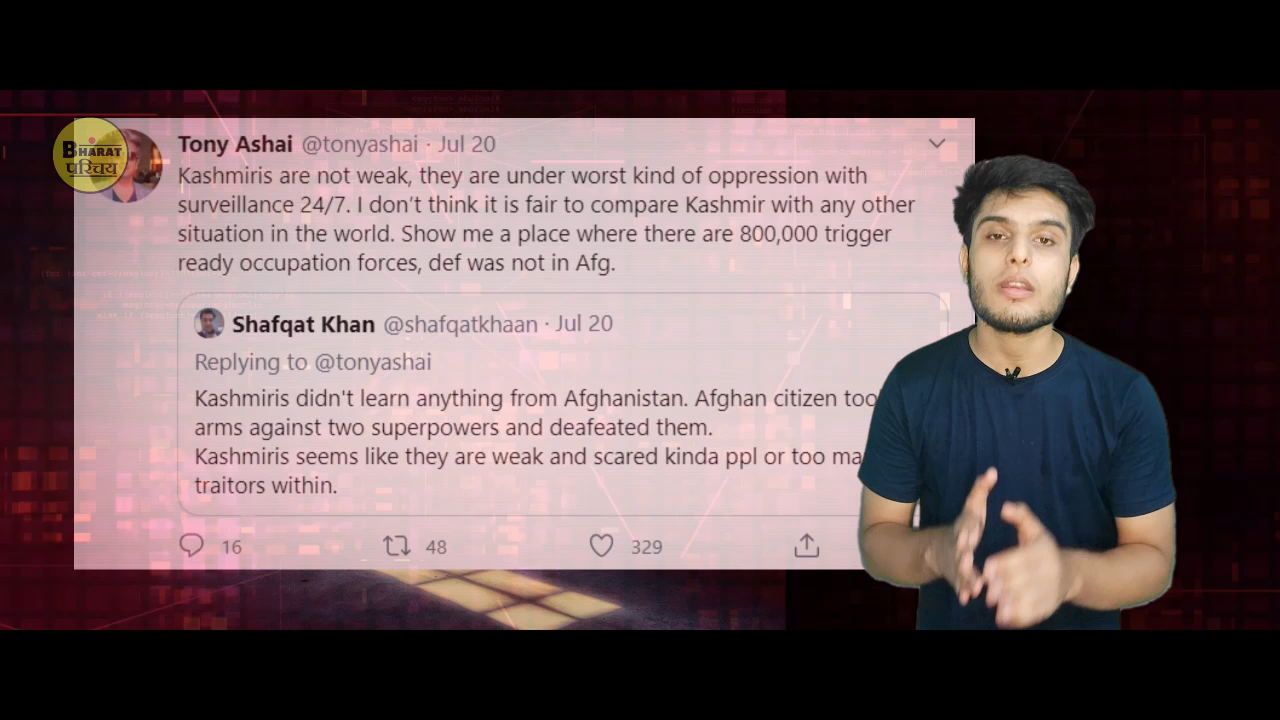 BHARAT
परिचय
Tony Ashai @tonyashai · Jul 20
Kashmiris are not weak, they are under worst kind of oppression with
surveillance 24/7. I don't think it is fair to compare Kashmir with any other
situation in the world. Show me a place where there are 800,000 trigger
ready occupation forces, def was not in Afg.
Shafqat Khan @shafqatkhaan · Jul 20
Replying to @tonyashai
Kashmiris didn't learn anything from Afghanistan. Afghan citizen too
arms against two superpowers and deafeated them.
Kashmiris seems like they are weak and scared kinda ppl or too ma
traitors within.
16 48 329